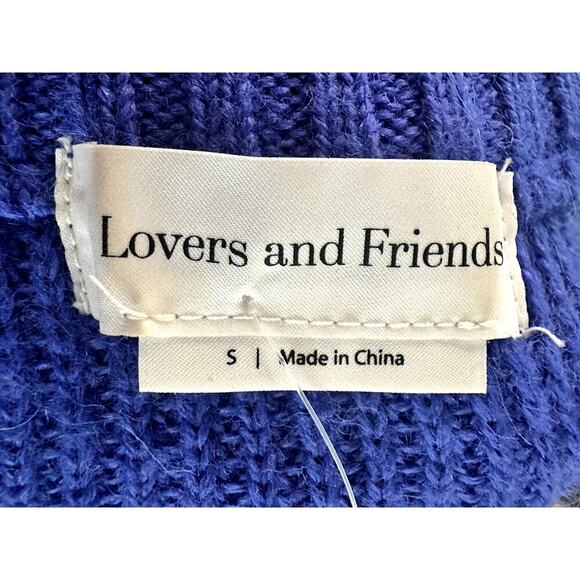 Lovers and Friends
S | Made in China